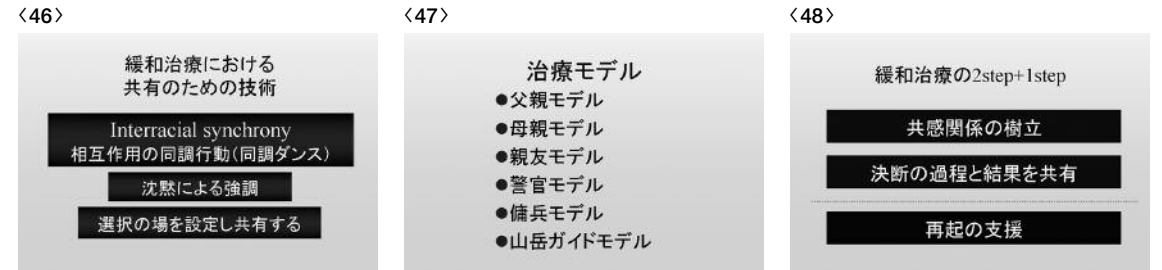 〈46〉
緩和治療における
共有のための技術
Interracial synchrony
相互作用の同調行動(同調ダンス)
沈黙による強調
選択の場を設定し共有する
〈47〉
治療モデル
●父親モデル
●母親モデル
●親友モデル
●警官モデル
●傭兵モデル
●山岳ガイドモデル
〈48〉
緩和治療の2step+1step
共感関係の樹立
決断の過程と結果を共有
再起の支援